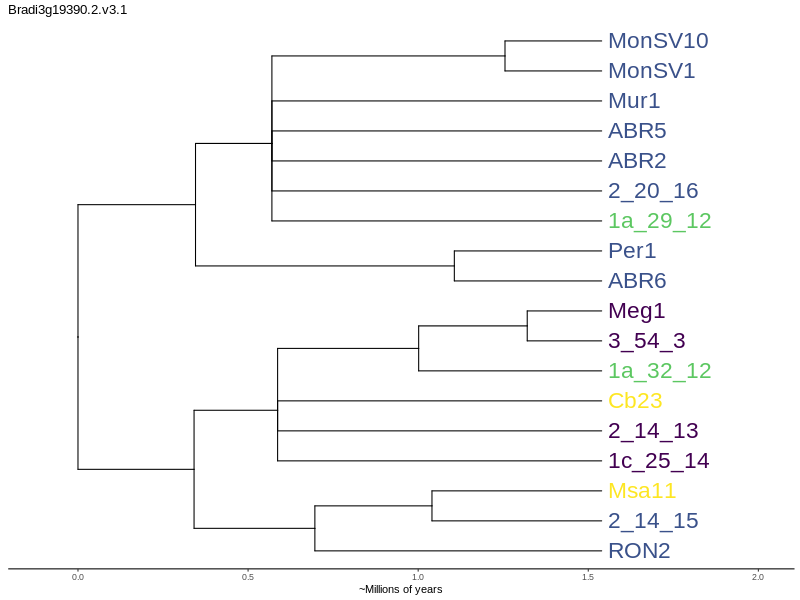 Bradi3g19390.2.v3.1
MonSV10
MonSV1
Mur1
ABR5
ABR2
2_20_16
1a_29_12
Per1
ABR6
Meg1
3_54_3
1a_32_12
Cb23
2_14_13
1c_25_14
Msa11
2_14_15
RON2
0.0 0.5 1.0 1.5 2.0
~Millions of years